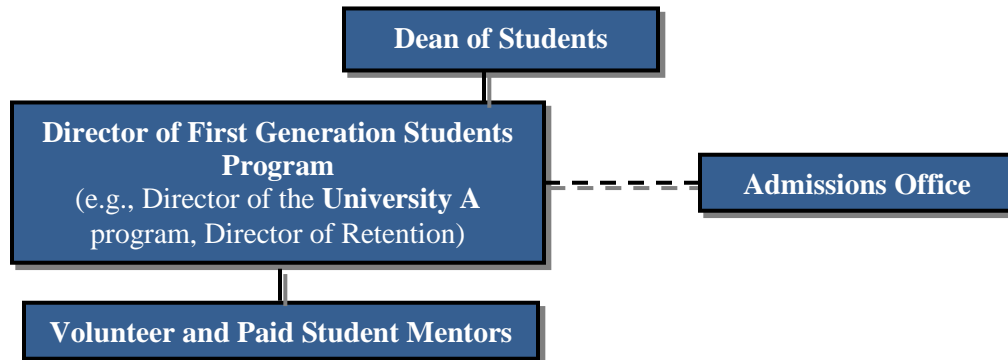 Dean of Students
Director of First Generation Students
Program
(e.g., Director of the University A
program, Director of Retention)
Admissions Office
Volunteer and Paid Student Mentors